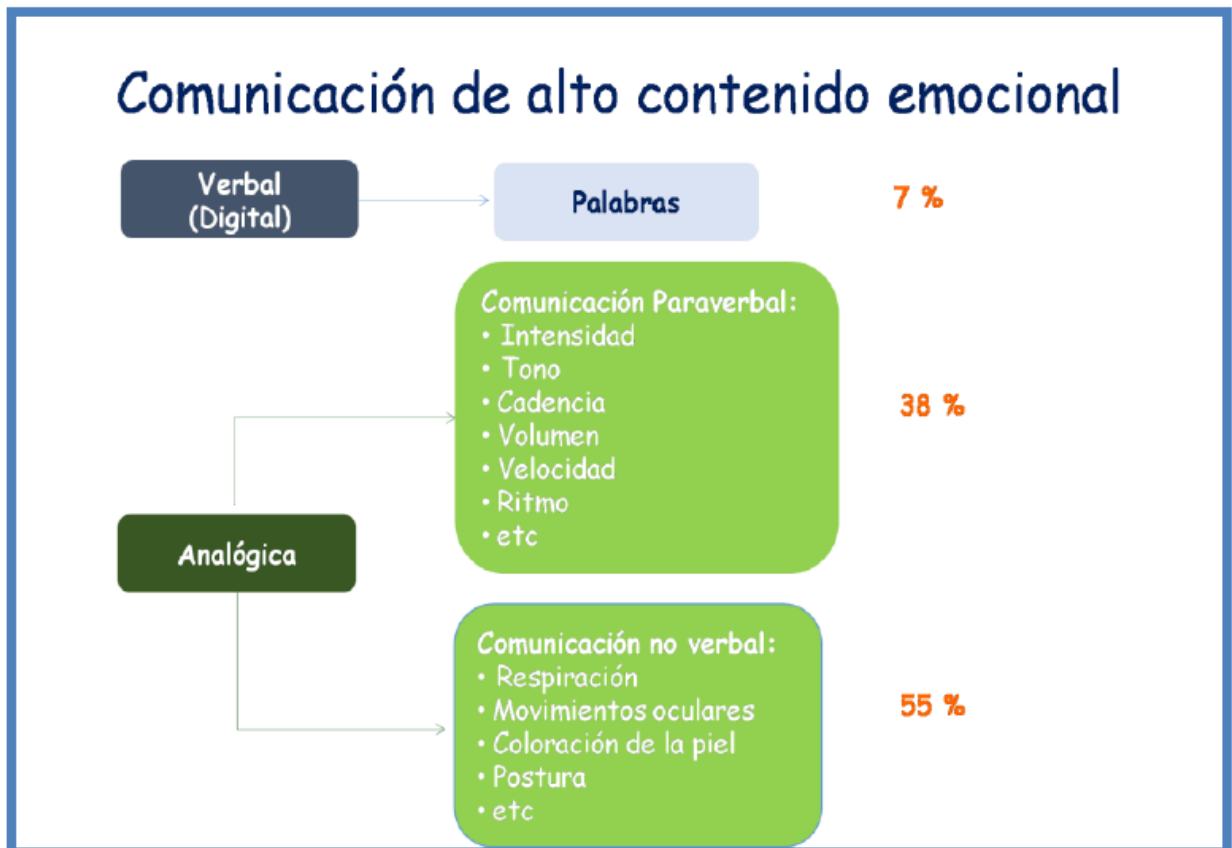 Comunicación de alto contenido emocional
Verbal
(Digital)
Palabras
7 %
Comunicación Paraverbal:
• Intensidad
• Tono
• Cadencia
• Volumen
• Velocidad
• Ritmo
• etc
38 %
Analógica
Comunicación no verbal:
• Respiración
• Movimientos oculares
• Coloración de la piel
• Postura
• etc
55 %